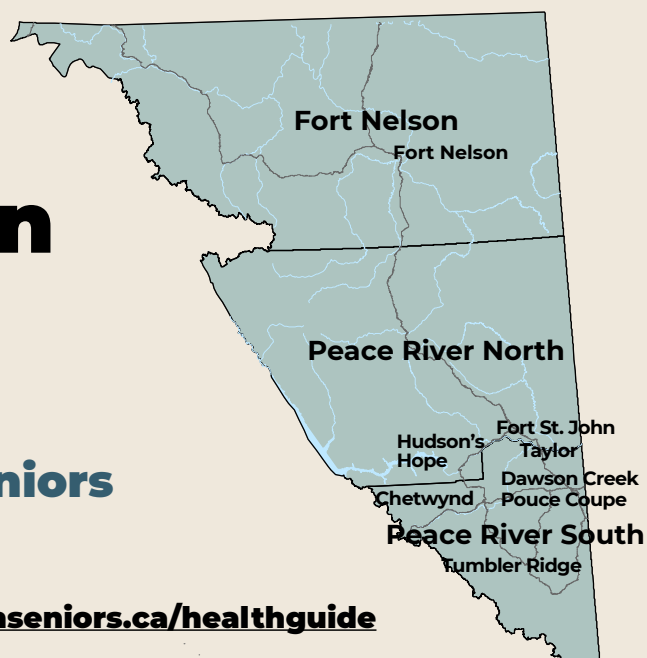 Fort Nelson
Fort Nelson
n
Peace River North
Fort St. John
Hudson's
Hope
Taylor
niors
Dawson Creek
Chetwynd
Pouce Coupe
Peace River South
Tumbler Ridge
nseniors.ca/healthguide